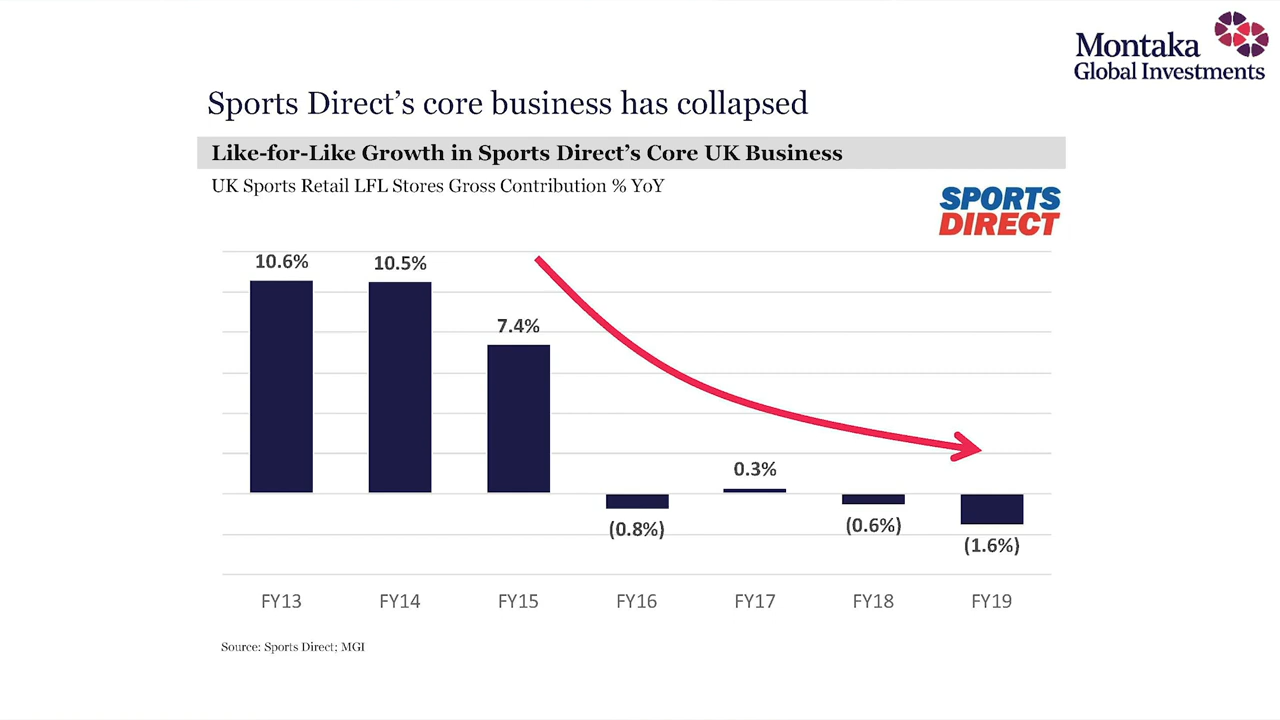 Montaka
Global Investments
Sports Direct’s core business has collapsed
Like-for-Like Growth in Sports Direct’s Core UK Business
UK Sports Retail LFL Stores Gross Contribution % YoY
SPORTS
DIRECT
10.6%
10.5%
7.4%
(0.8%)
0.3%
(0.6%)
(1.6%)
FY13 FY14 FY15 FY16 FY17 FY18 FY19
Source: Sports Direct; MGI